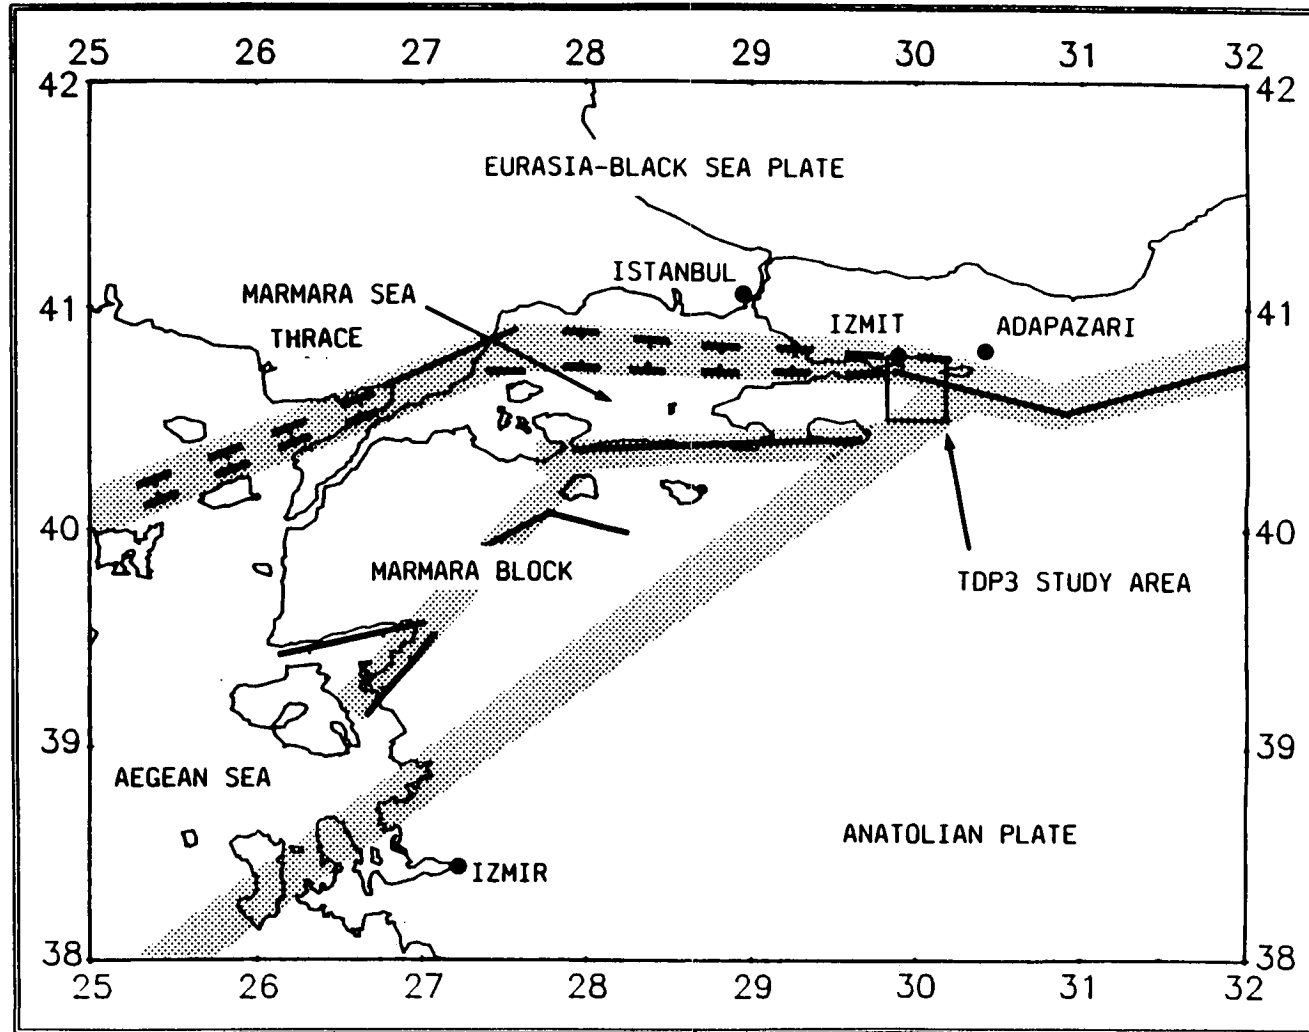 25 26 27 28 29 30 31 32
42 42
EURASIA-BLACK SEA PLATE
ISTANBUL
MARMARA SEA
41 41
THRACE
IZMIT
ADAPAZARI
40 40
MARMARA BLOCK
TDP3 STUDY AREA
39 39
AEGEAN SEA
ANATOLIAN PLATE
IZMIR
38 38
25 26 27 28 29 30 31 32